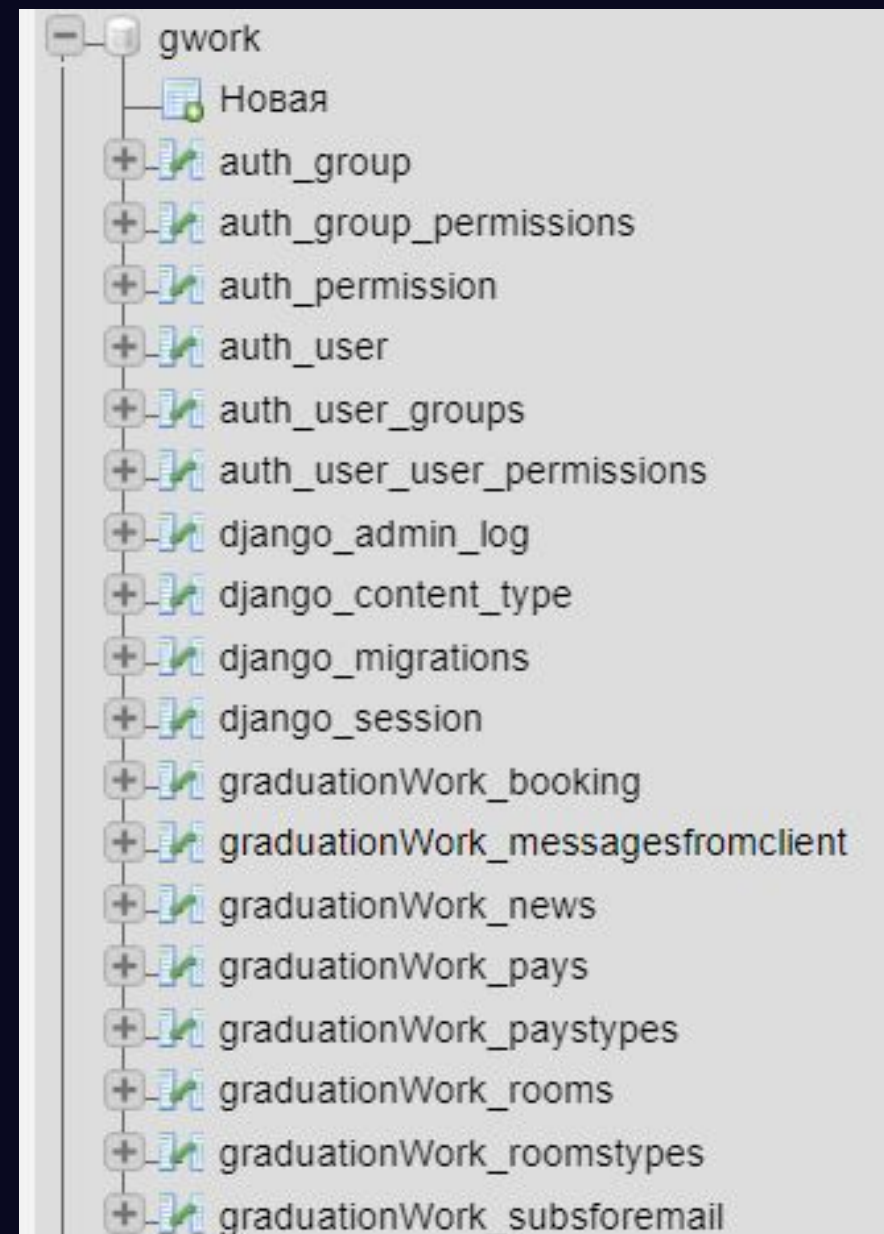 gwork
Новая
auth_group
auth_group_permissions
auth_permission
auth_user
auth_user_groups
auth_user_user_permissions
django_admin_log
django_content_type
django_migrations
django_session
graduationWork_booking
graduationWork_messagesfromclient
graduationWork_news
graduationWork_pays
graduationWork_paystypes
graduationWork_rooms
graduationWork_roomstypes
graduationWork_subsforemail